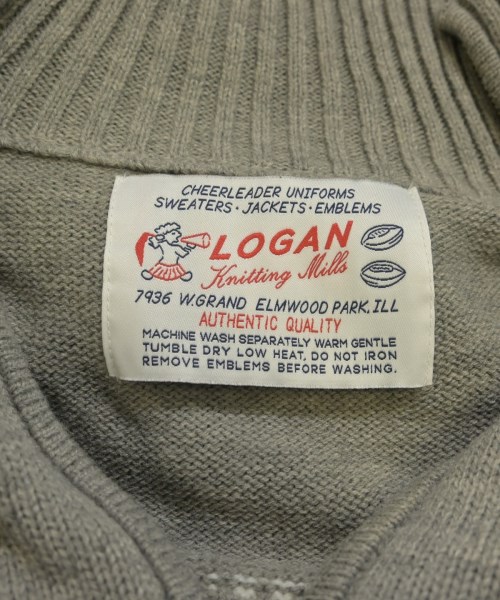 CHEERLEADER UNIFORMS
SWEATERS · JACKETS · EMBLEMS
LOGAN
Knitting Mills
7936 W. GRAND ELMWOOD PARK, ILL
AUTHENTIC QUALITY
MACHINE WASH SEPARATELY WARM GENTLE
TUMBLE DRY LOW HEAT, DO NOT IRON
REMOVE EMBLEMS BEFORE WASHING.